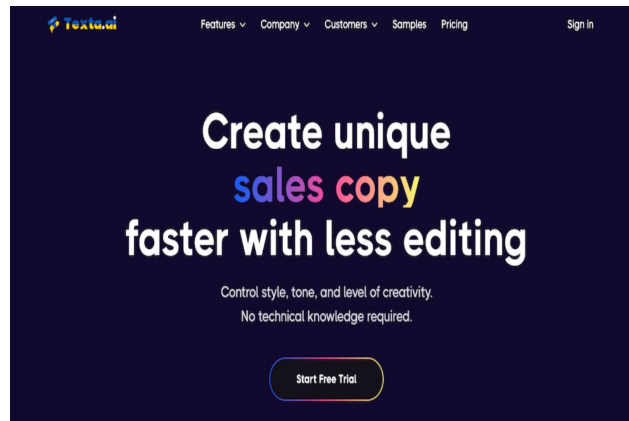 Texta.ai
Features Company Customers Samples Pricing Sign in
Create unique
sales copy
faster with less editing
Control style, tone, and level of creativity.
No technical knowledge required.
Start Free Trial